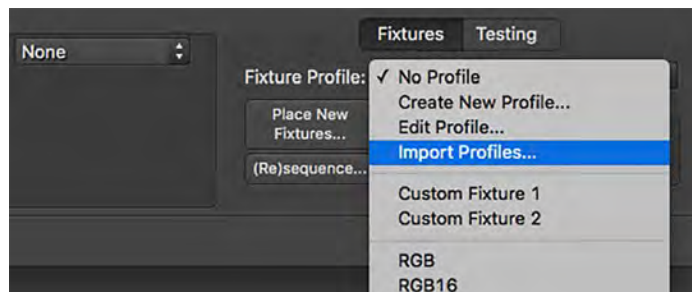 Fixtures Testing
None
Fixture Profile: ✓ No Profile
Create New Profile...
Place New
Fixtures...
Edit Profile...
Import Profiles...
(Re)sequence...
Custom Fixture 1
Custom Fixture 2
RGB
RGB16